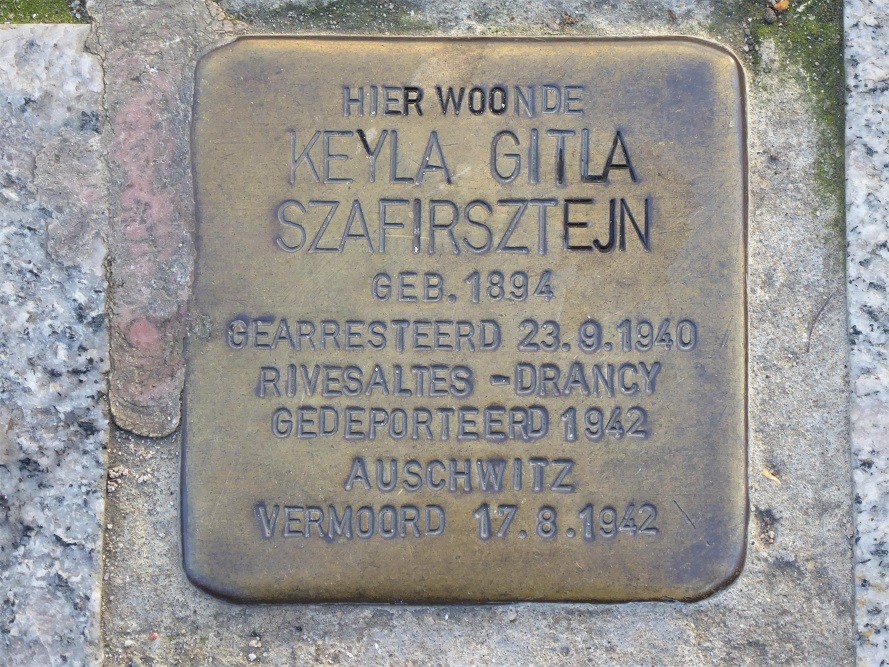 HIER WOONDE
KEYLA GITLA
SZAFIRSZTEJN
GEB. 1894
GEARRESTEERD 23.9.1940
RIVESALTES - DRANCY
GEDEPORTEERD 1942
AUSCHWITZ
VERMOORD 17.8.1942